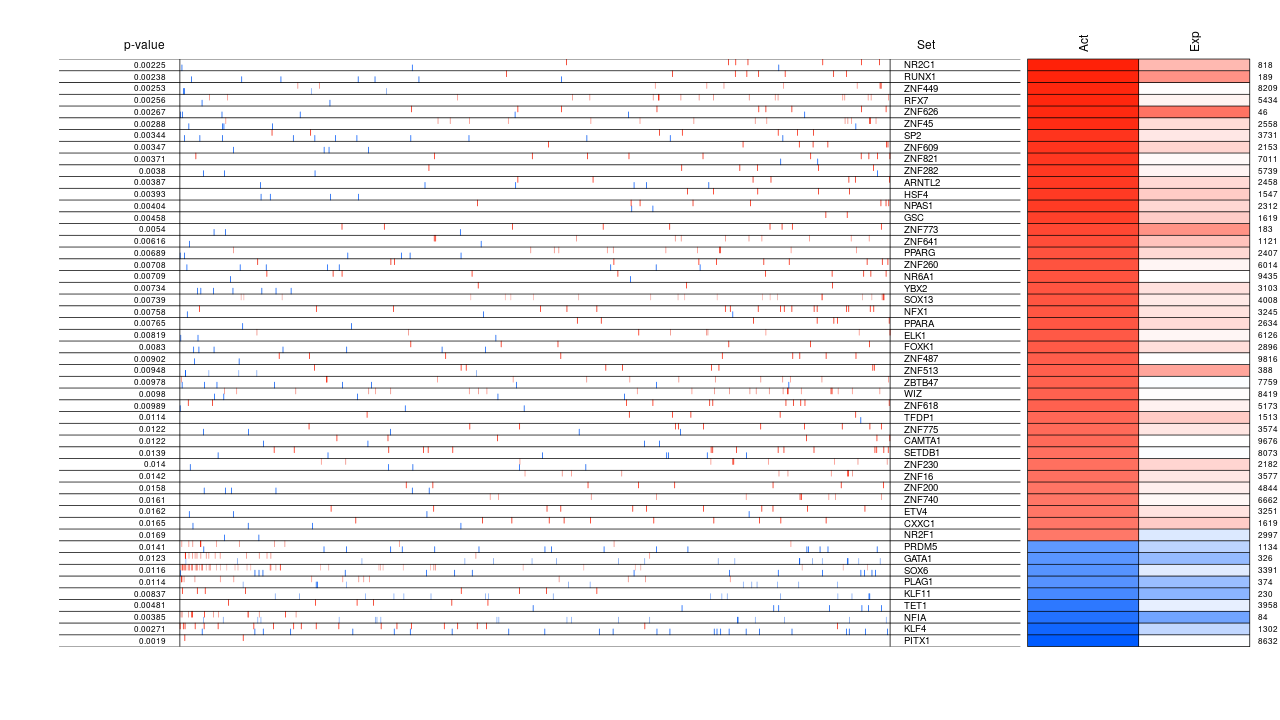 p-value Set Act Exp
0.00225 NR2C1 818
0.00238 RUNX1 189
0.00253 ZNF449 8209
0.00256 RFX7 5434
0.00267 ZNF626 46
0.00288 ZNF45 2558
0.00344 SP2 3731
0.00347 ZNF609 2153
0.00371 ZNF821 7011
0.0038 ZNF282 5739
0.00387 ARNTL2 2458
0.00393 HSF4 1547
0.00404 NPAS1 2312
0.00458 GSC 1619
0.0054 ZNF773 183
0.00616 ZNF641 1121
0.00689 PPARG 2407
0.00708 ZNF260 6014
0.00709 NR6A1 9435
0.00734 YBX2 3103
0.00739 SOX13 4008
0.00758 NFX1 3245
0.00765 PPARA 2634
0.00819 ELK1 6126
0.0083 FOXK1 2896
0.00902 ZNF487 9816
0.00948 ZNF513 388
0.00978 ZBTB47 7759
0.0098 WIZ 8419
0.00989 ZNF618 5173
0.0114 TFDP1 1513
0.0122 ZNF775 3574
0.0122 CAMTA1 9676
0.0139 SETDB1 8073
0.014 ZNF230 2182
0.0142 ZNF16 3577
0.0158 ZNF200 4844
0.0161 ZNF740 6662
0.0162 ETV4 3251
0.0165 CXXC1 1619
0.0169 NR2F1 2997
0.0141 PRDM5 1134
0.0123 GATA1 326
0.0116 SOX6 3391
0.0114 PLAG1 374
0.00837 KLF11 230
0.00481 TET1 3958
0.00385 NFIA 84
0.00271 KLF4 1302
0.0019 PITX1 8632